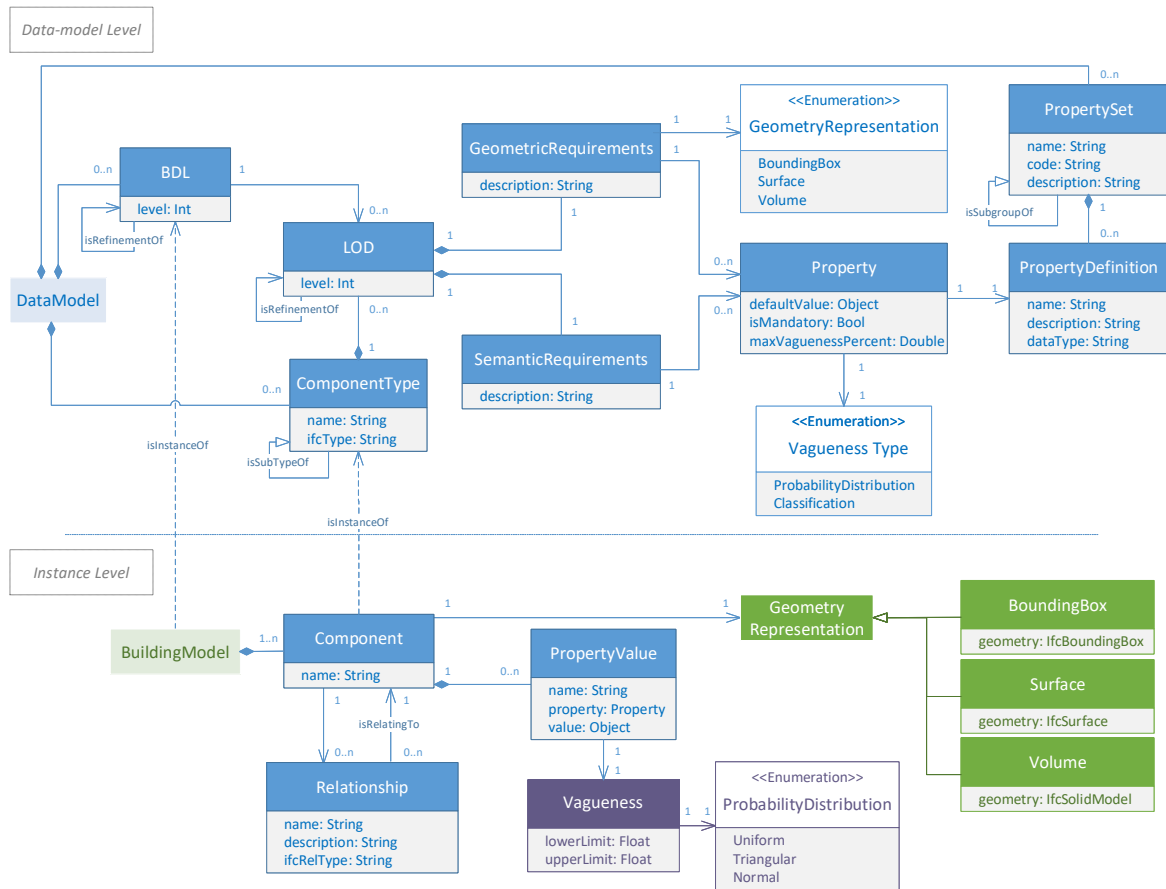 Data-model Level
0..n
PropertySet
name: String
code: String
description: String
isSubgroupOf
1
0..n
<<Enumeration>>
GeometryRepresentation
BoundingBox
Surface
Volume
1
1
GeometricRequirements
description: String
1
1
0..n
BDL
level: Int
isRefinementOf
1
0..n
LOD
level: Int
isRefinementOf
1
1
0..n
DataModel
0..n
Property
defaultValue: Object
isMandatory: Bool
maxVaguenessPercent: Double
0..n
1
1
PropertyDefinition
name: String
description: String
dataType: String
1
SemanticRequirements
description: String
1
1
ComponentType
name: String
ifcType: String
isSubTypeOf
0..n
1
1
<<Enumeration>>
Vagueness Type
ProbabilityDistribution
Classification
isInstanceOf
isInstanceOf
Instance Level
BuildingModel
1..n
Component
name: String
1
1
Geometry
Representation
BoundingBox
geometry: IfcBoundingBox
Surface
geometry: IfcSurface
Volume
geometry: IfcSolidModel
1
0..n
PropertyValue
name: String
property: Property
value: Object
1
1
isRelatingTo
0..n
0..n
Relationship
name: String
description: String
ifcRelType: String
1
1
Vagueness
lowerLimit: Float
upperLimit: Float
1
1
<<Enumeration>>
ProbabilityDistribution
Uniform
Triangular
Normal